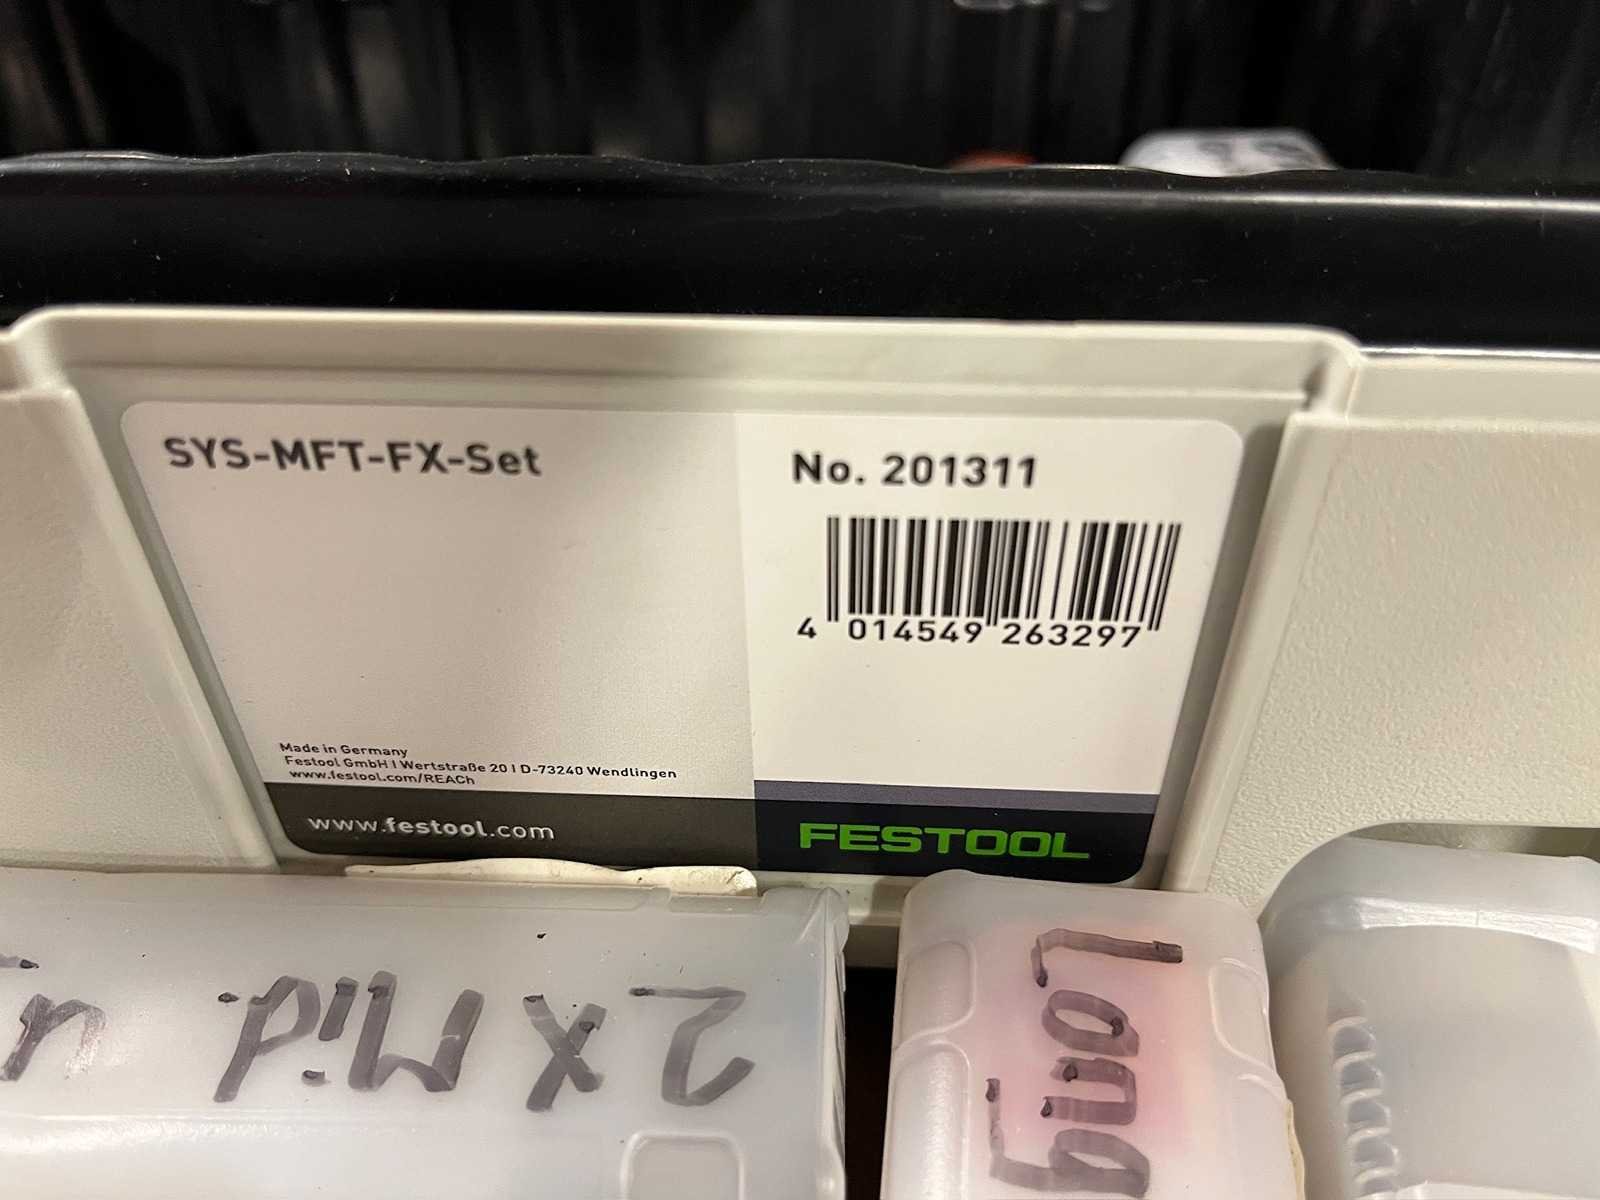 SYS-MFT-FX-Set
No. 201311
4 014549 263297
Made in Germany
Festool GmbH I Wertstraße 20 I D-73240 Wendlingen
www.festool.com/REACh
www.festool.com
FESTOOL
2 x Mid.
Long